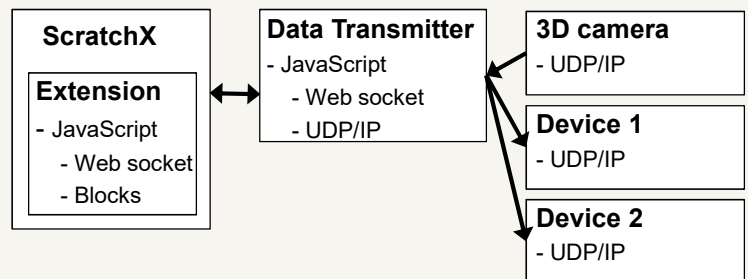 ScratchX
Extension
- JavaScript
- Web socket
- Blocks
Data Transmitter
- JavaScript
- Web socket
- UDP/IP
3D camera
- UDP/IP
Device 1
- UDP/IP
Device 2
- UDP/IP